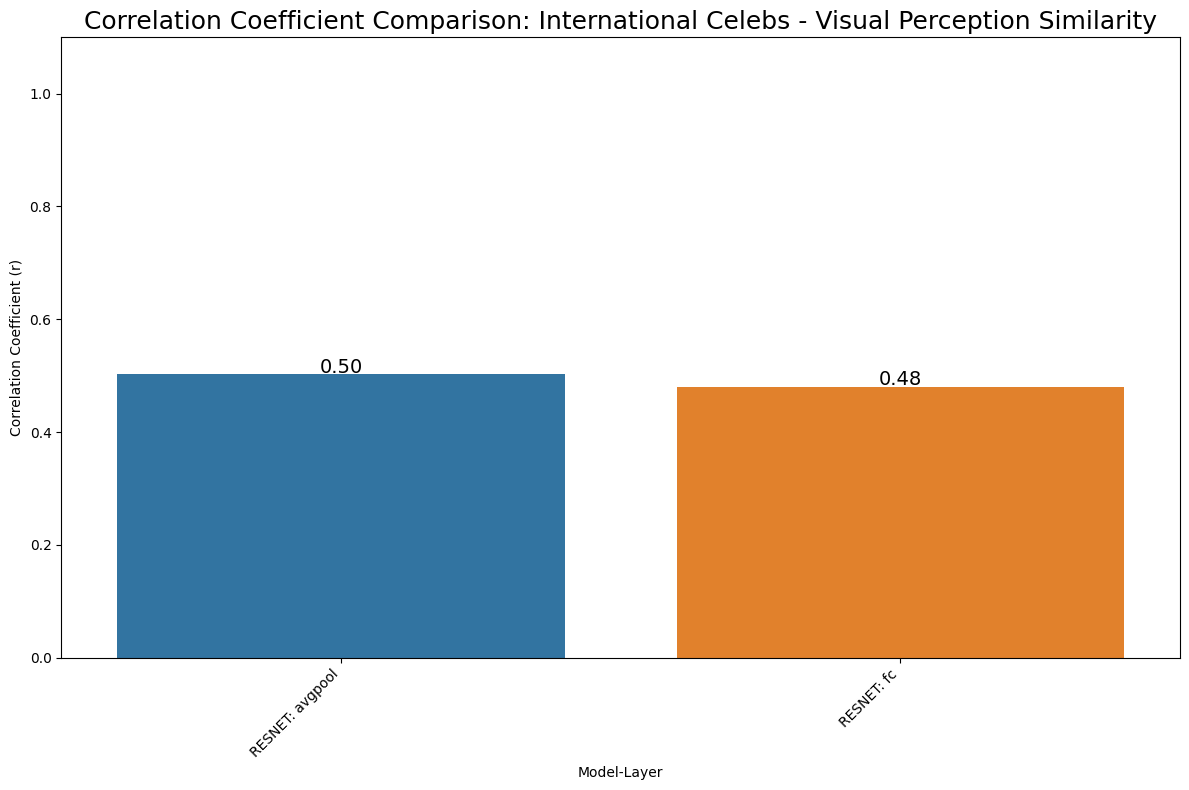 Correlation Coefficient Comparison: International Celebs - Visual Perception Similarity
Correlation Coefficient (r)
1.0
0.8
0.6
0.4
0.2
0.0
0.50
0.48
RESNET: avgpool
RESNET: fc
Model-Layer